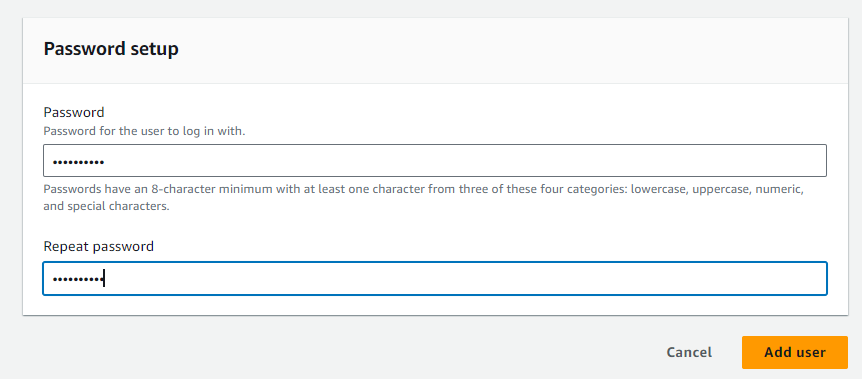 Password setup
Password
Password for the user to log in with.
••••••••••
Passwords have an 8-character minimum with at least one character from three of these four categories: lowercase, uppercase, numeric,
and special characters.
Repeat password
••••••••••
Cancel
Add user